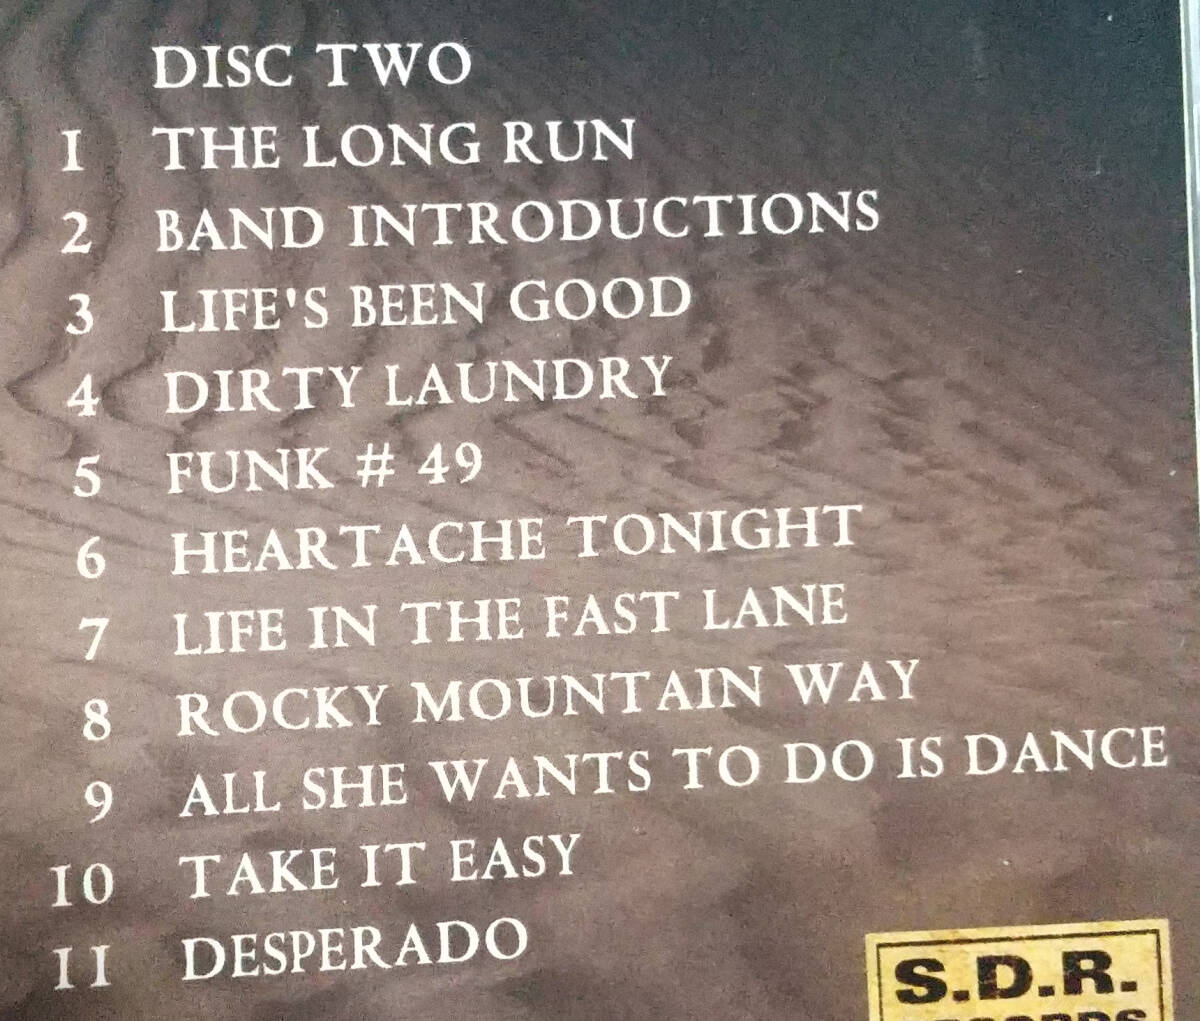 DISC TWO
1 THE LONG RUN
2 BAND INTRODUCTIONS
3 LIFE'S BEEN GOOD
4 DIRTY LAUNDRY
5 FUNK # 49
6 HEARTACHE TONIGHT
7 LIFE IN THE FAST LANE
8 ROCKY MOUNTAIN WAY
9 ALL SHE WANTS TO DO IS DANCE
10 TAKE IT EASY
11 DESPERADO
S.D.R.